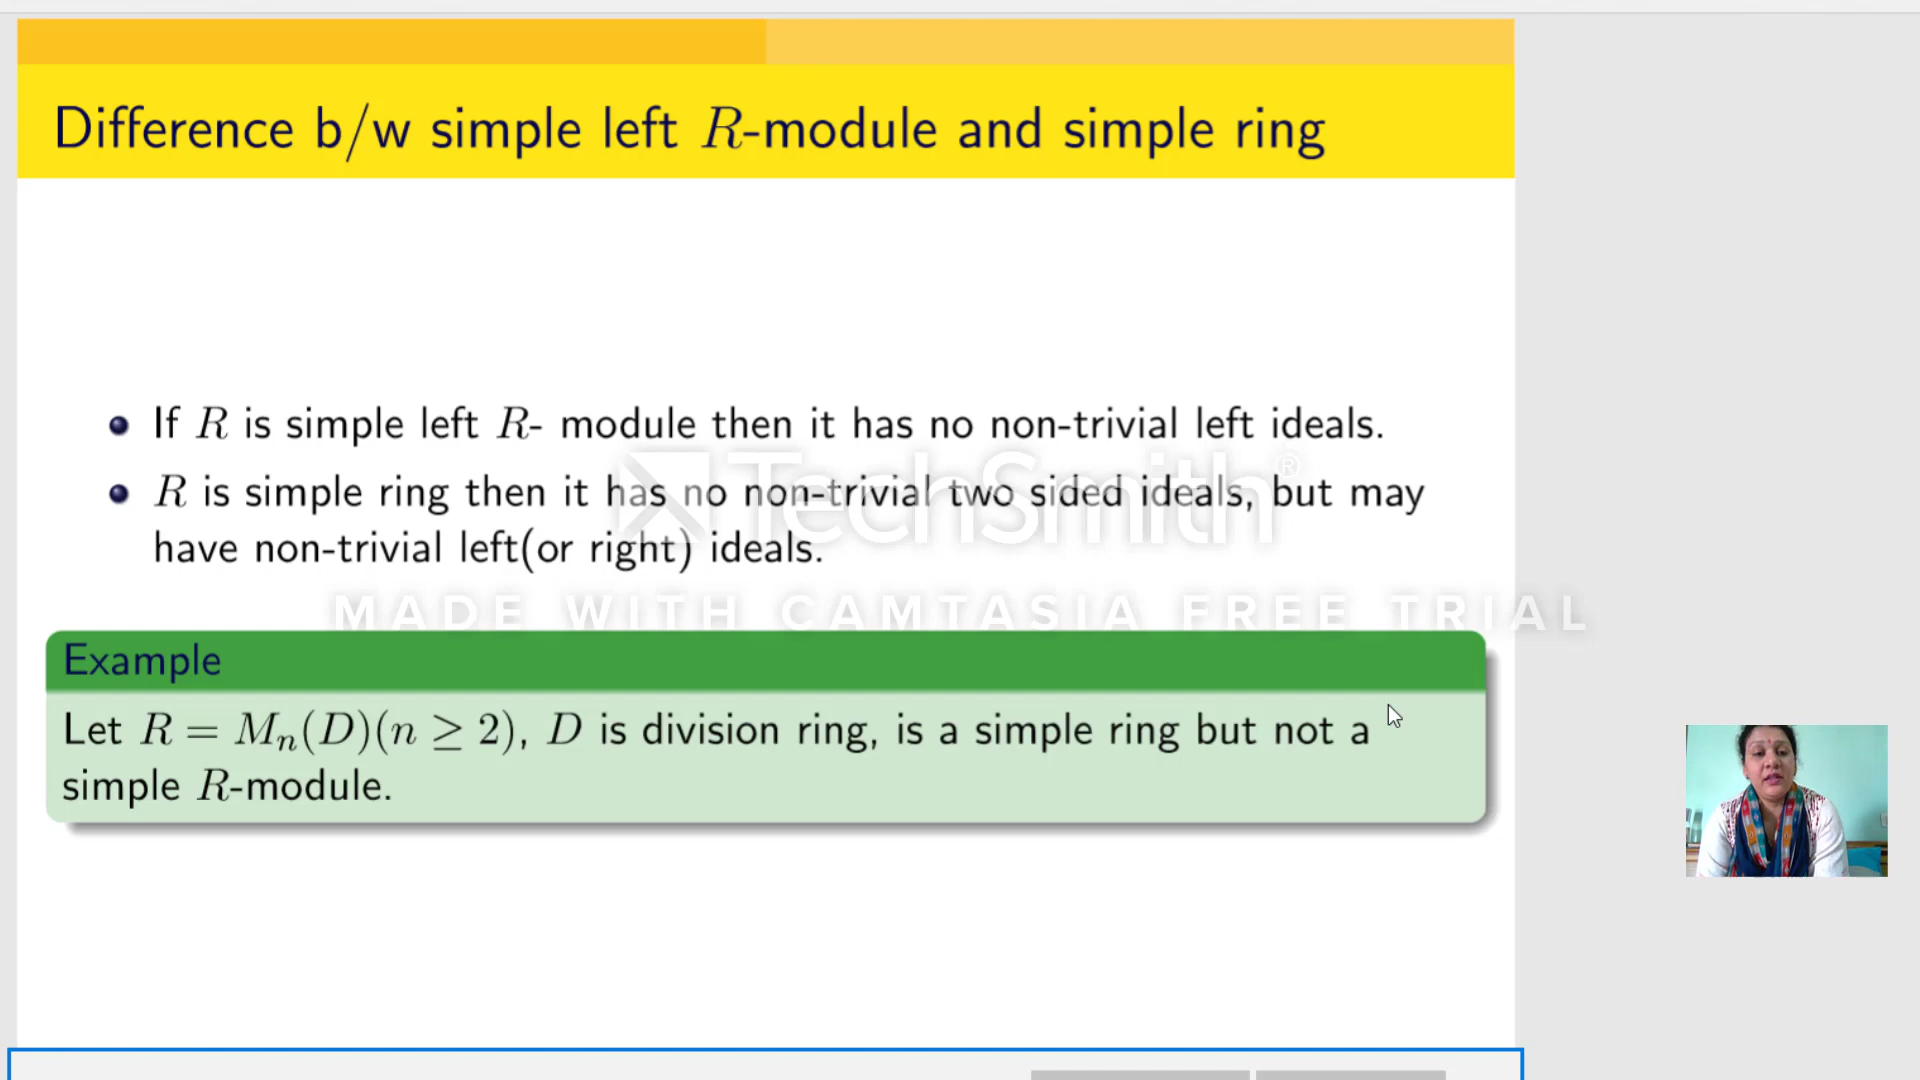 Difference b/w simple left R-module and simple ring
If R is simple left R- module then it has no non-trivial left ideals.
R is simple ring then it has no non-trivial two sided ideals, but may
have non-trivial left(or right) ideals.
TechSmith®
MADE WITH CAMTASIA FREE TRIAL
Example
Let R = Mₙ(D)(n ≥ 2), D is division ring, is a simple ring but not a
simple R-module.